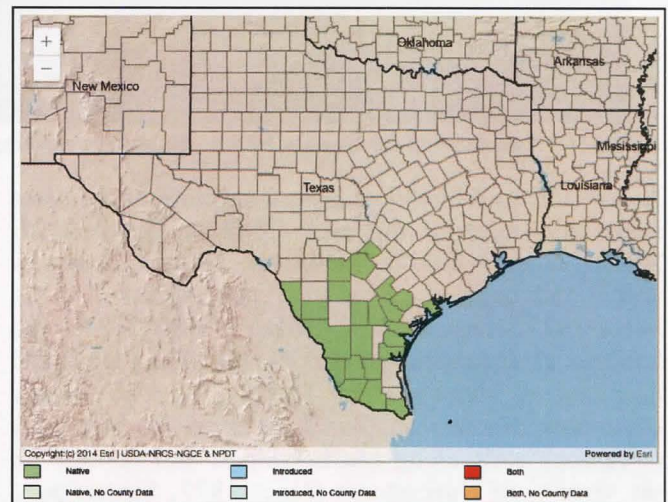 +
−
Oklahoma
Arkansas
New Mexico
Mississippi
Texas
Louisiana
Copyright:(c) 2014 Esri | USDA-NRCS-NGCE & NPDT
Powered by Esri
Native
Introduced
Both
Native, No County Data
Introduced, No County Data
Both, No County Data